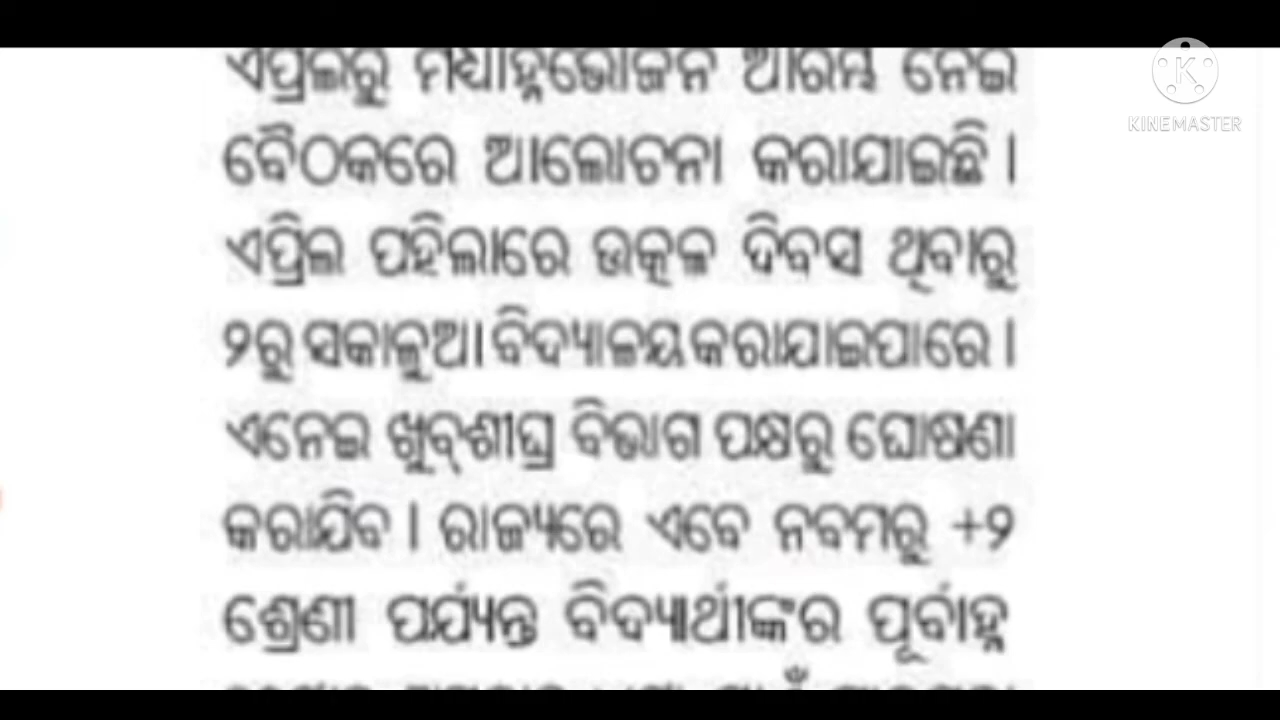 ଏପ୍ରିଲରୁ ମଧ୍ୟାହ୍ନଭୋଜନ ଆରମ୍ଭ ନେଇ
KINEMASTER
ବୈଠକରେ ଆଲୋଚନା କରାଯାଇଛି ।
ଏପ୍ରିଲ ପହିଲାରେ ଉତ୍କଳ ଦିବସ ଥିବାରୁ
୨ରୁ ସକାଳୁଆ ବିଦ୍ୟାଳୟ କରାଯାଇପାରେ ।
ଏନେଇ ଖୁବ୍‌ଶୀଘ୍ର ବିଭାଗ ପକ୍ଷରୁ ଘୋଷଣା
କରାଯିବ । ରାଜ୍ୟରେ ଏବେ ନବମରୁ +୨
ଶ୍ରେଣୀ ପର୍ଯ୍ୟନ୍ତ ବିଦ୍ୟାର୍ଥୀଙ୍କର ପୂର୍ବାହ୍ନ